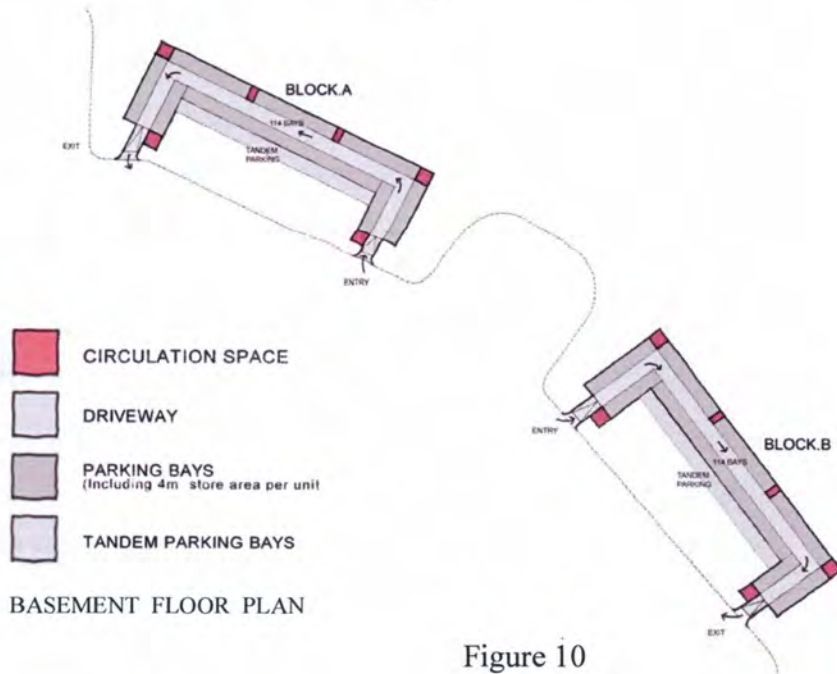 BLOCK.A
114 BAYS
EXIT
TANDEM
PARKING
ENTRY
CIRCULATION SPACE
DRIVEWAY
PARKING BAYS
(Including 4m store area per unit
TANDEM PARKING BAYS
BASEMENT FLOOR PLAN
ENTRY
BLOCK.B
114 BAYS
TANDEM
PARKING
EXIT
Figure 10